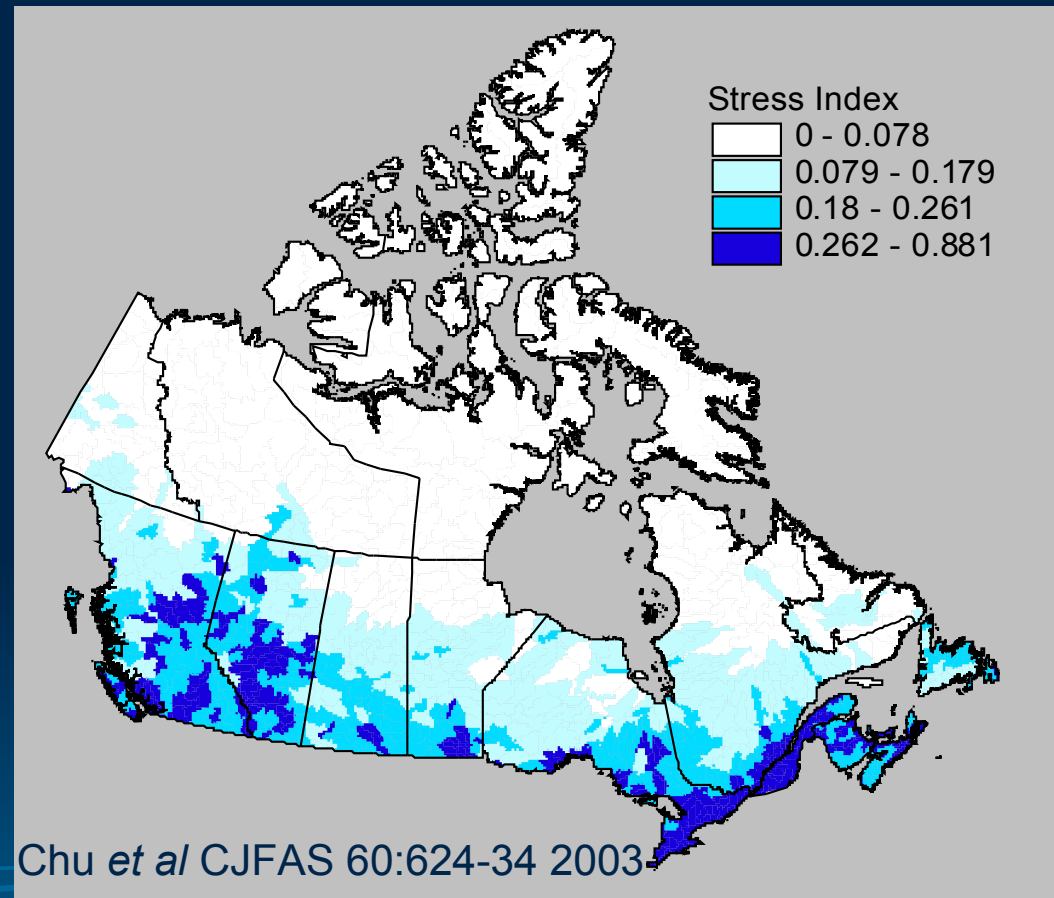 Stress Index
0 - 0.078
0.079 - 0.179
0.18 - 0.261
0.262 - 0.881
Chu et al CJFAS 60:624-34 2003